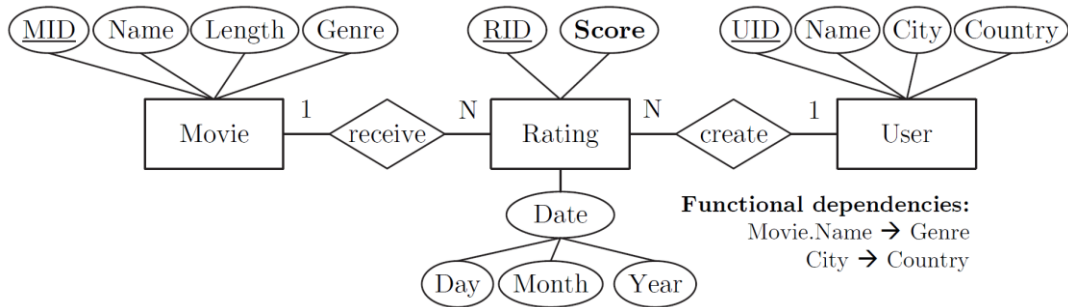 MID Name Length Genre RID Score UID Name City Country
Movie 1 receive N Rating N create 1 User
Date
Functional dependencies:
Movie.Name → Genre
City → Country
Day Month Year